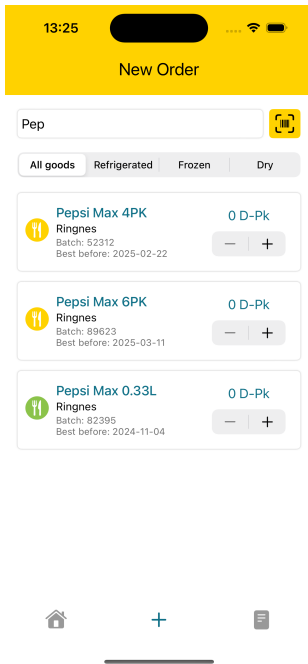 13:25
New Order
Pep
All goods Refrigerated Frozen Dry
Pepsi Max 4PK
0 D-Pk
Ringnes
Batch: 52312
Best before: 2025-02-22
Pepsi Max 6PK
0 D-Pk
Ringnes
Batch: 89623
Best before: 2025-03-11
Pepsi Max 0.33L
0 D-Pk
Ringnes
Batch: 82395
Best before: 2024-11-04